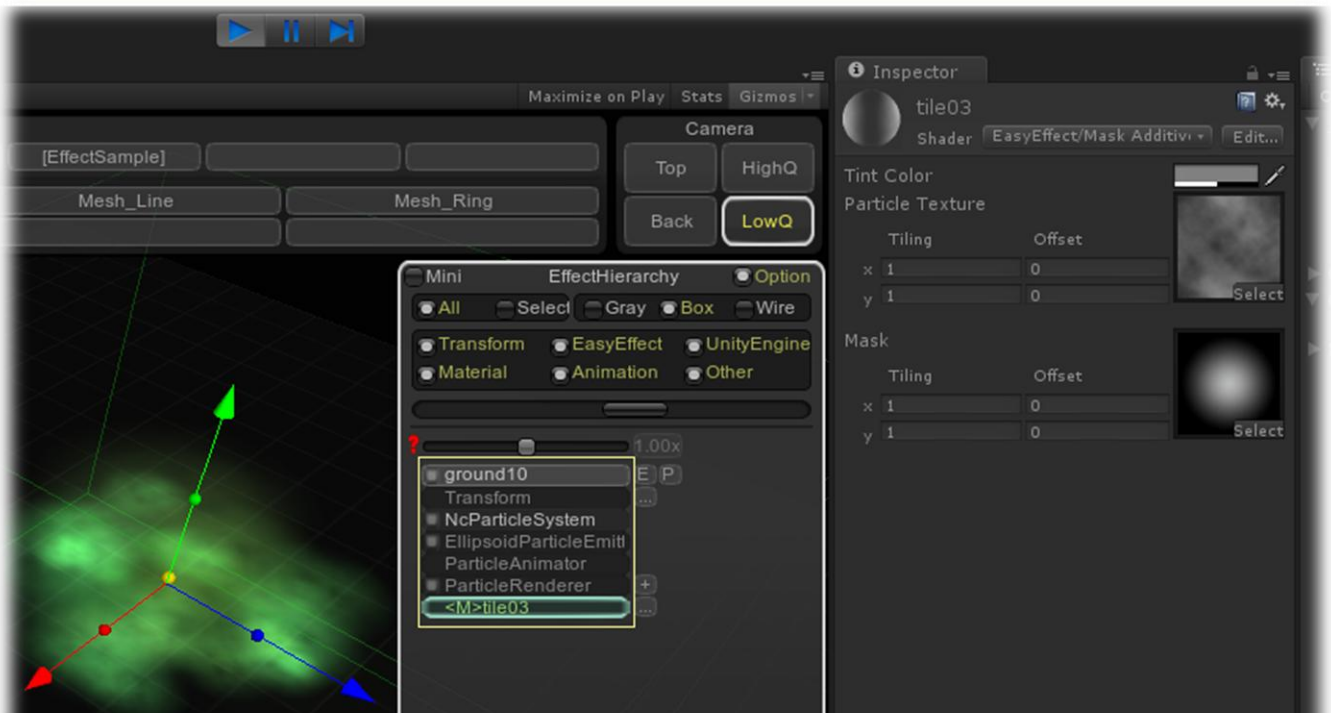 Maximize on Play Stats Gizmos
[EffectSample]
Mesh_Line Mesh_Ring
Camera
Top HighQ
Back LowQ
Mini EffectHierarchy Option
All Select Gray Box Wire
Transform EasyEffect UnityEngine
Material Animation Other
? 1.00x
ground10 E P
Transform ...
NcParticleSystem
EllipsoidParticleEmitt
ParticleAnimator
ParticleRenderer +
<M>tile03 ...
Inspector
tile03
Shader EasyEffect/Mask Additiv Edit...
Tint Color
Particle Texture
Tiling Offset
x 1 0
y 1 0
Select
Mask
Tiling Offset
x 1 0
y 1 0
Select